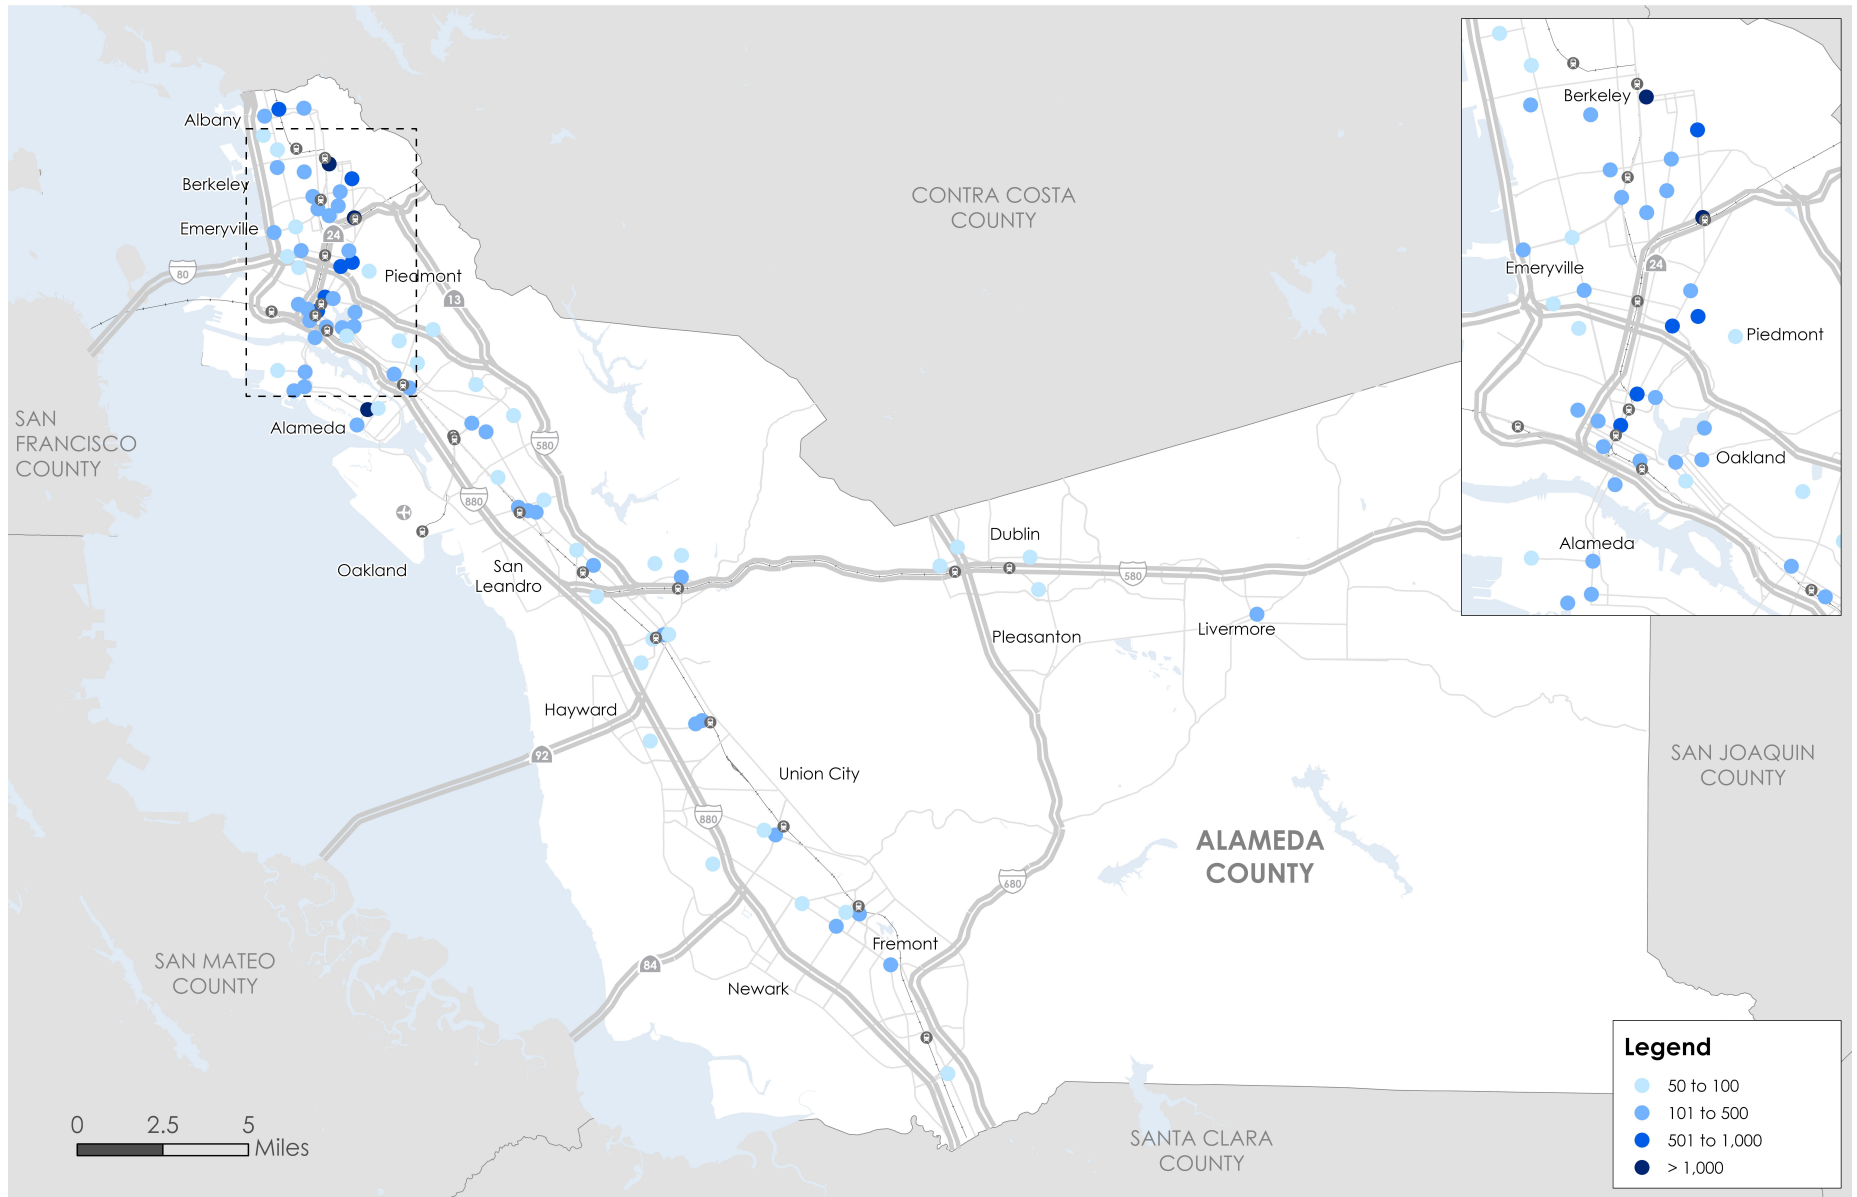 Albany
Berkeley
Emeryville
24
80
Piedmont
13
CONTRA COSTA
COUNTY
Berkeley
24
Emeryville
Piedmont
Oakland
Alameda
SAN
FRANCISCO
COUNTY
Alameda
580
880
Oakland
San
Leandro
Dublin
580
Pleasanton
Livermore
Hayward
92
Union City
880
SAN JOAQUIN
COUNTY
ALAMEDA
COUNTY
680
Fremont
84
Newark
SAN MATEO
COUNTY
SANTA CLARA
COUNTY
0 2.5 5
Miles
Legend
50 to 100
101 to 500
501 to 1,000
> 1,000